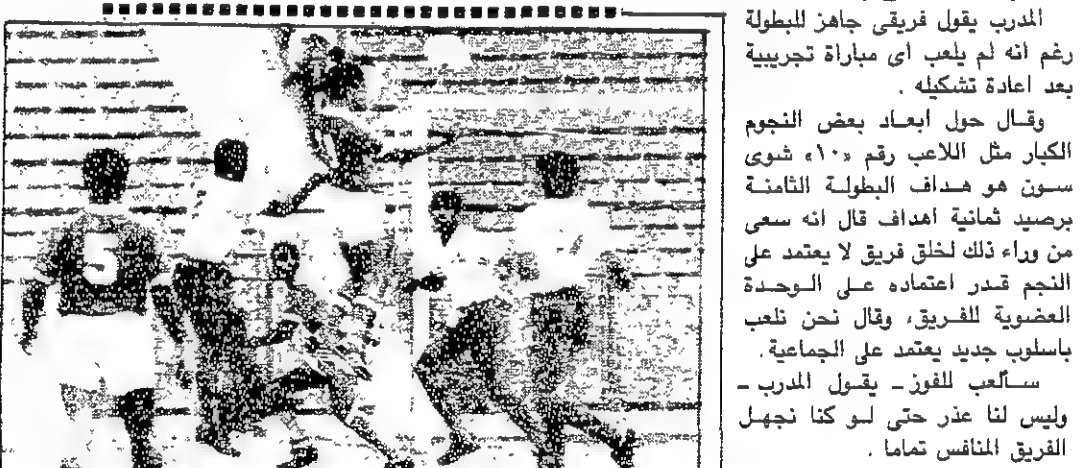 المدرب يقول فريقى جاهز للبطولة
رغم انه لم يلعب اى مباراة تجريبية
بعد اعادة تشكيله .
وقال حول ابعاد بعض النجوم
الكبار مثل اللاعب رقم «١٠» شوى
سون هو هداف البطولة الثامنة
برصيد ثمانية اهداف قال انه سعى
من وراء ذلك لخلق فريق لا يعتمد على
النجم قدر اعتماده على الوحدة
العضوية للفريق، وقال نحن نلعب
باسلوب جديد يعتمد على الجماعية .
سألعب للفوز - يقول المدرب -
وليس لنا عذر حتى لو كنا نجهل
الفريق المنافس تماما .